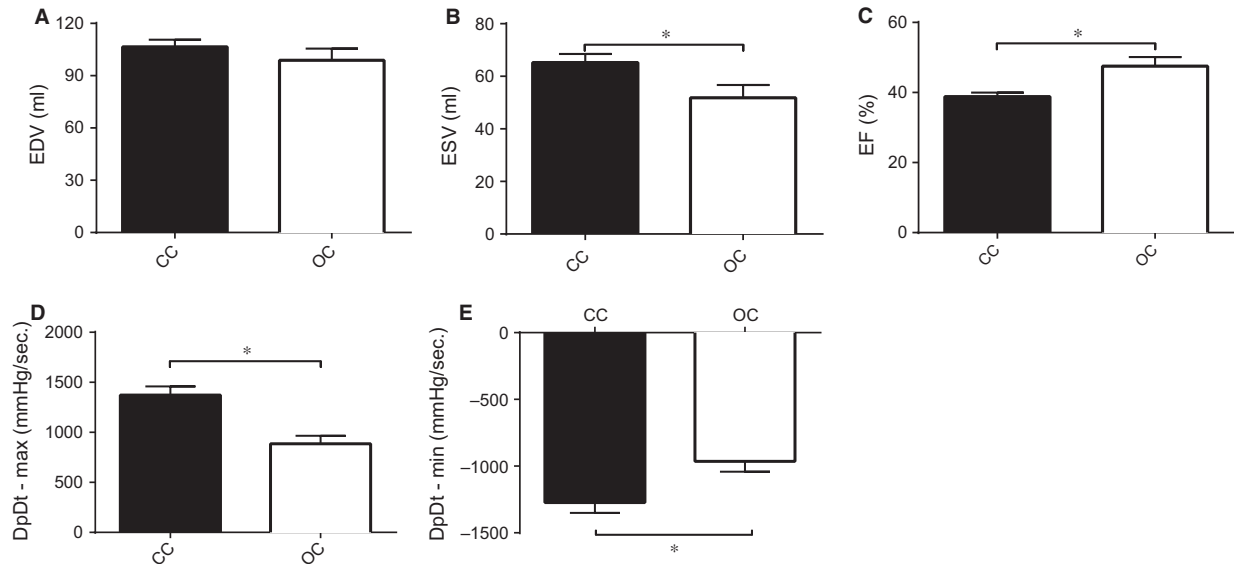 A
EDV (ml)
120
90
60
30
0
CC
OC
B
ESV (ml)
80
60
40
20
0
*
CC
OC
C
EF (%)
60
40
20
0
*
CC
OC
D
DpDt - max (mmHg/sec.)
2000
1500
1000
500
0
*
CC
OC
E
DpDt - min (mmHg/sec.)
CC
OC
0
–500
–1000
–1500
*